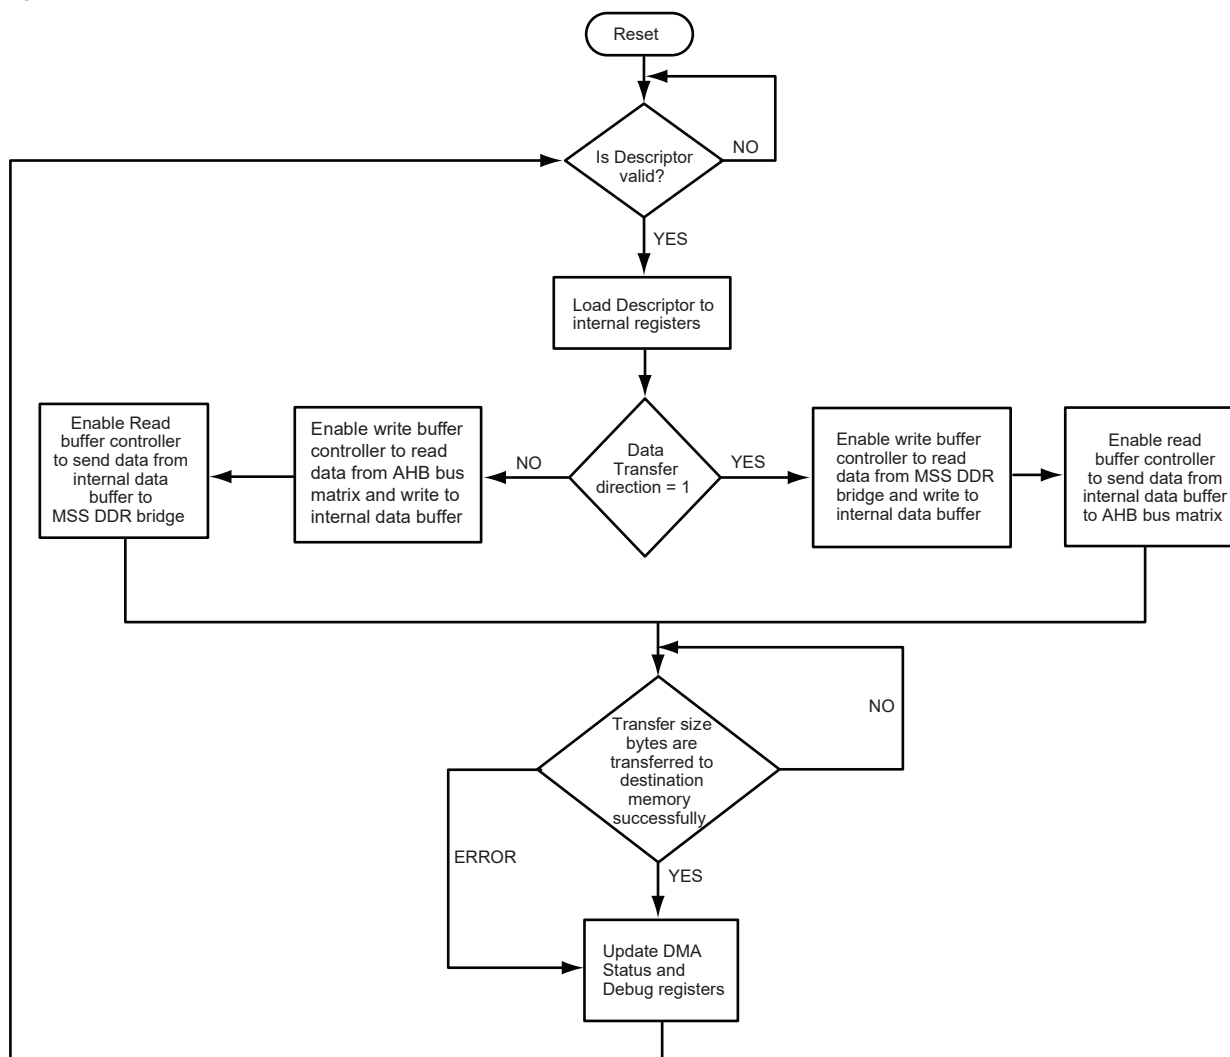 Reset
NO
Is Descriptor
valid?
YES
Load Descriptor to
internal registers
Enable Read
buffer controller
to send data from
internal data
buffer to
MSS DDR bridge
Enable write buffer
controller to read
data from AHB bus
matrix and write to
internal data buffer
NO
Data
Transfer
direction = 1
YES
Enable write buffer
controller to read
data from MSS DDR
bridge and write to
internal data buffer
Enable read
buffer controller
to send data from
internal data buffer
to AHB bus matrix
NO
Transfer size
bytes are
transferred to
destination
memory
successfully
ERROR
YES
Update DMA
Status and
Debug registers